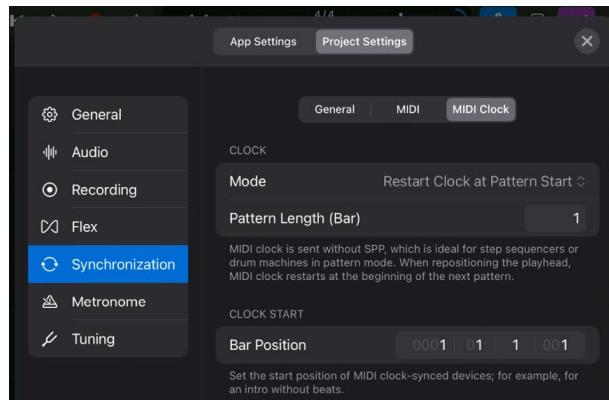 4/4
App Settings Project Settings
General
Audio
Recording
Flex
Synchronization
Metronome
Tuning
General MIDI MIDI Clock
CLOCK
Mode Restart Clock at Pattern Start
Pattern Length (Bar) 1
MIDI clock is sent without SPP, which is ideal for step sequencers or
drum machines in pattern mode. When repositioning the playhead,
MIDI clock restarts at the beginning of the next pattern.
CLOCK START
Bar Position 0001 01 1 001
Set the start position of MIDI clock-synced devices; for example, for
an intro without beats.